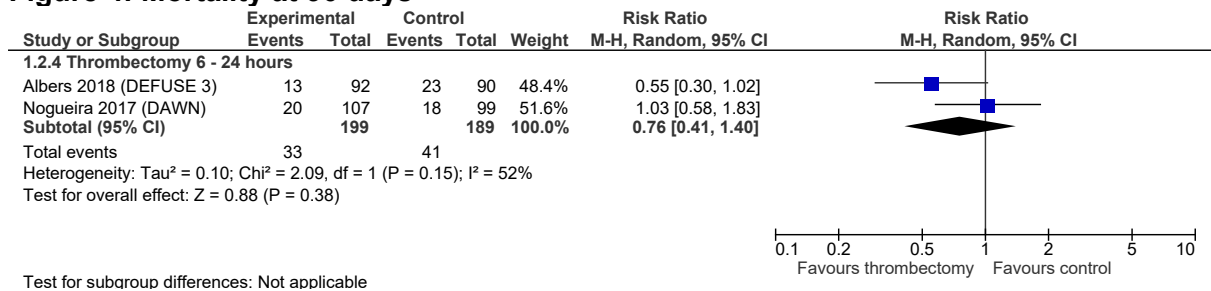 Experimental Control Risk Ratio Risk Ratio
Study or Subgroup Events Total Events Total Weight M-H, Random, 95% CI M-H, Random, 95% CI
1.2.4 Thrombectomy 6 - 24 hours
Albers 2018 (DEFUSE 3) 13 92 23 90 48.4% 0.55 [0.30, 1.02]
Nogueira 2017 (DAWN) 20 107 18 99 51.6% 1.03 [0.58, 1.83]
Subtotal (95% CI) 199 189 100.0% 0.76 [0.41, 1.40]
Total events 33 41
Heterogeneity: Tau² = 0.10; Chi² = 2.09, df = 1 (P = 0.15); I² = 52%
Test for overall effect: Z = 0.88 (P = 0.38)
0.1 0.2 0.5 1 2 5 10
Favours thrombectomy Favours control
Test for subgroup differences: Not applicable